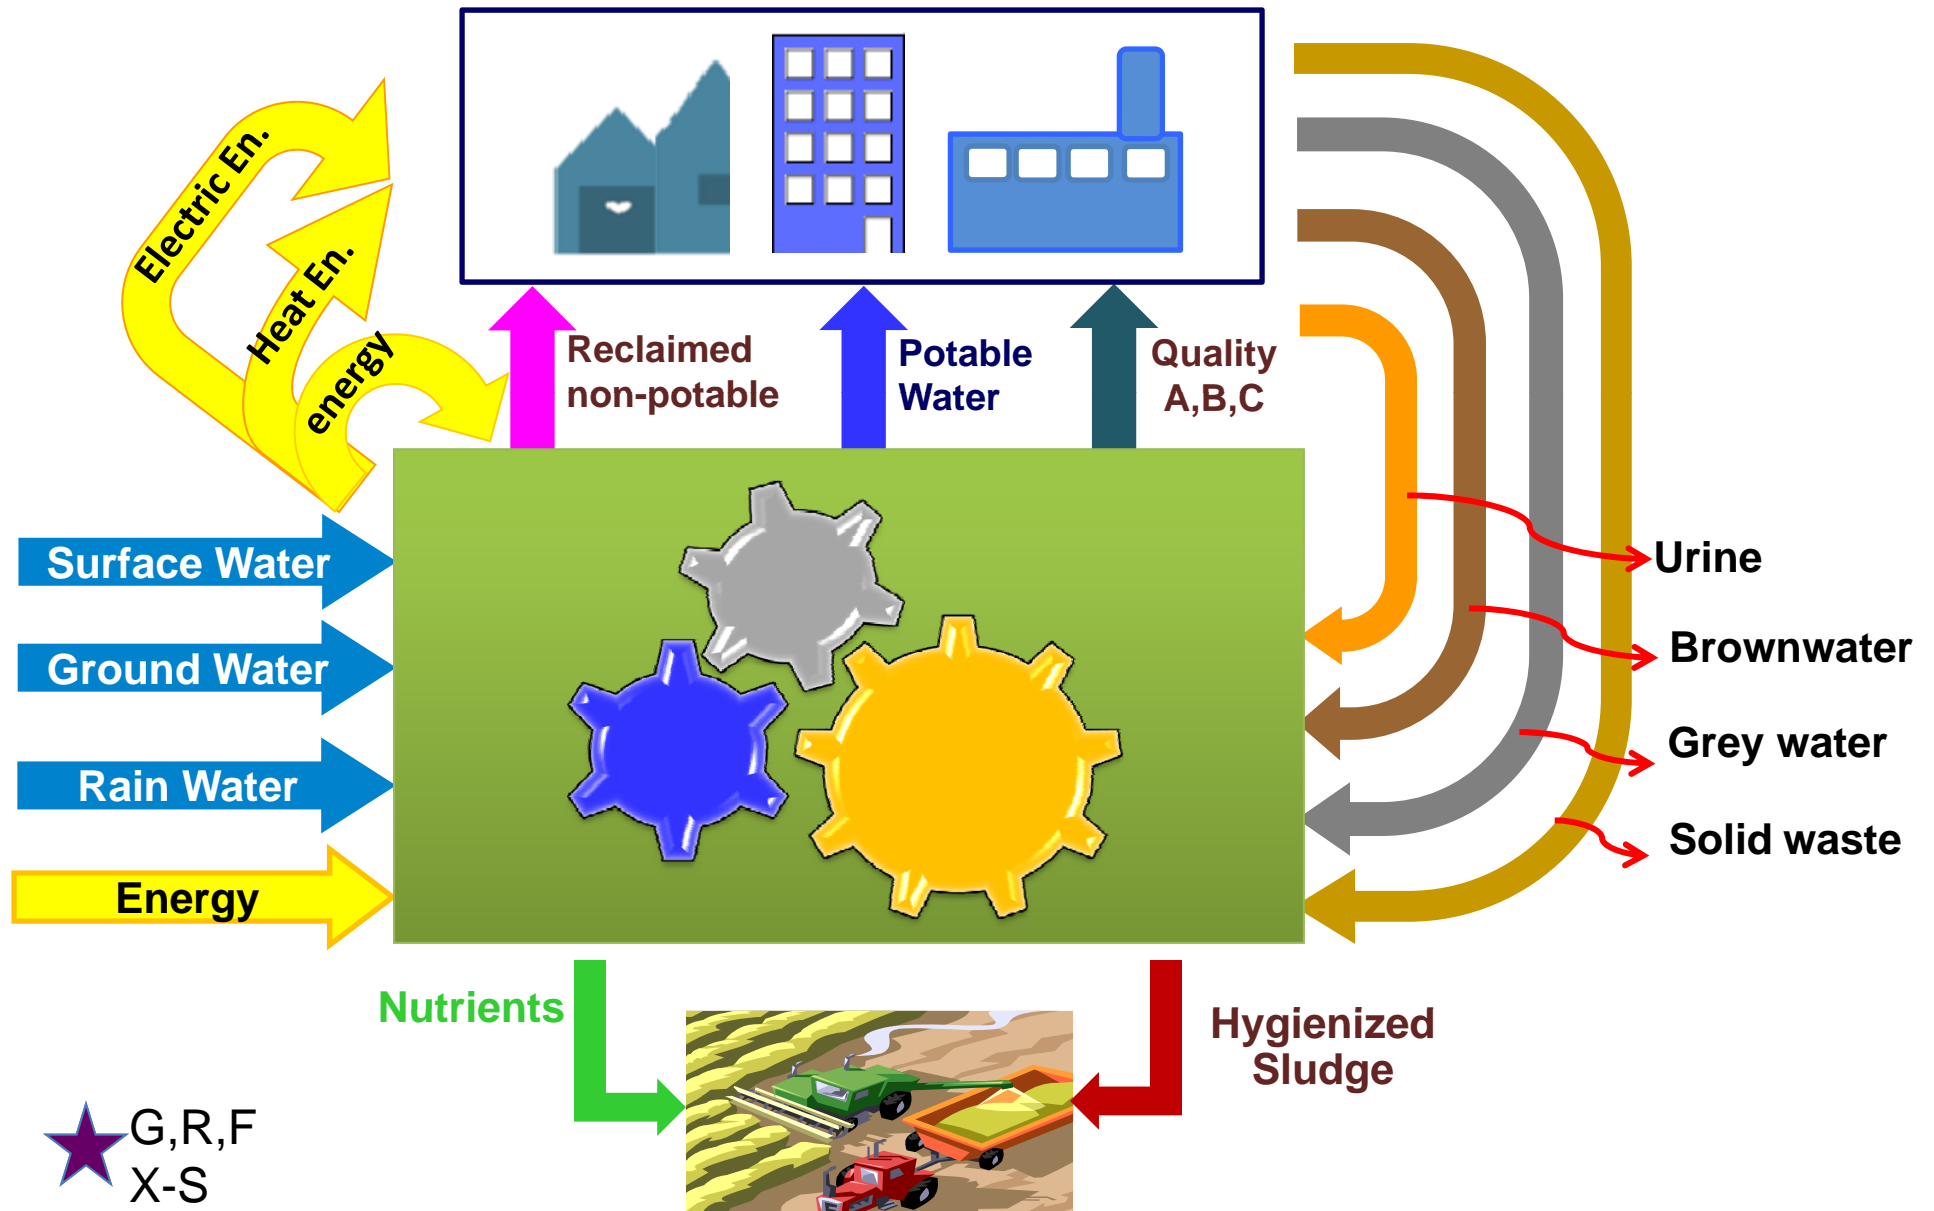 Electric En.
Heat En.
energy
Reclaimed
non-potable
Potable
Water
Quality
A,B,C
Surface Water
Ground Water
Rain Water
Energy
Urine
Brownwater
Grey water
Solid waste
Nutrients
Hygienized
Sludge
G,R,F
X-S